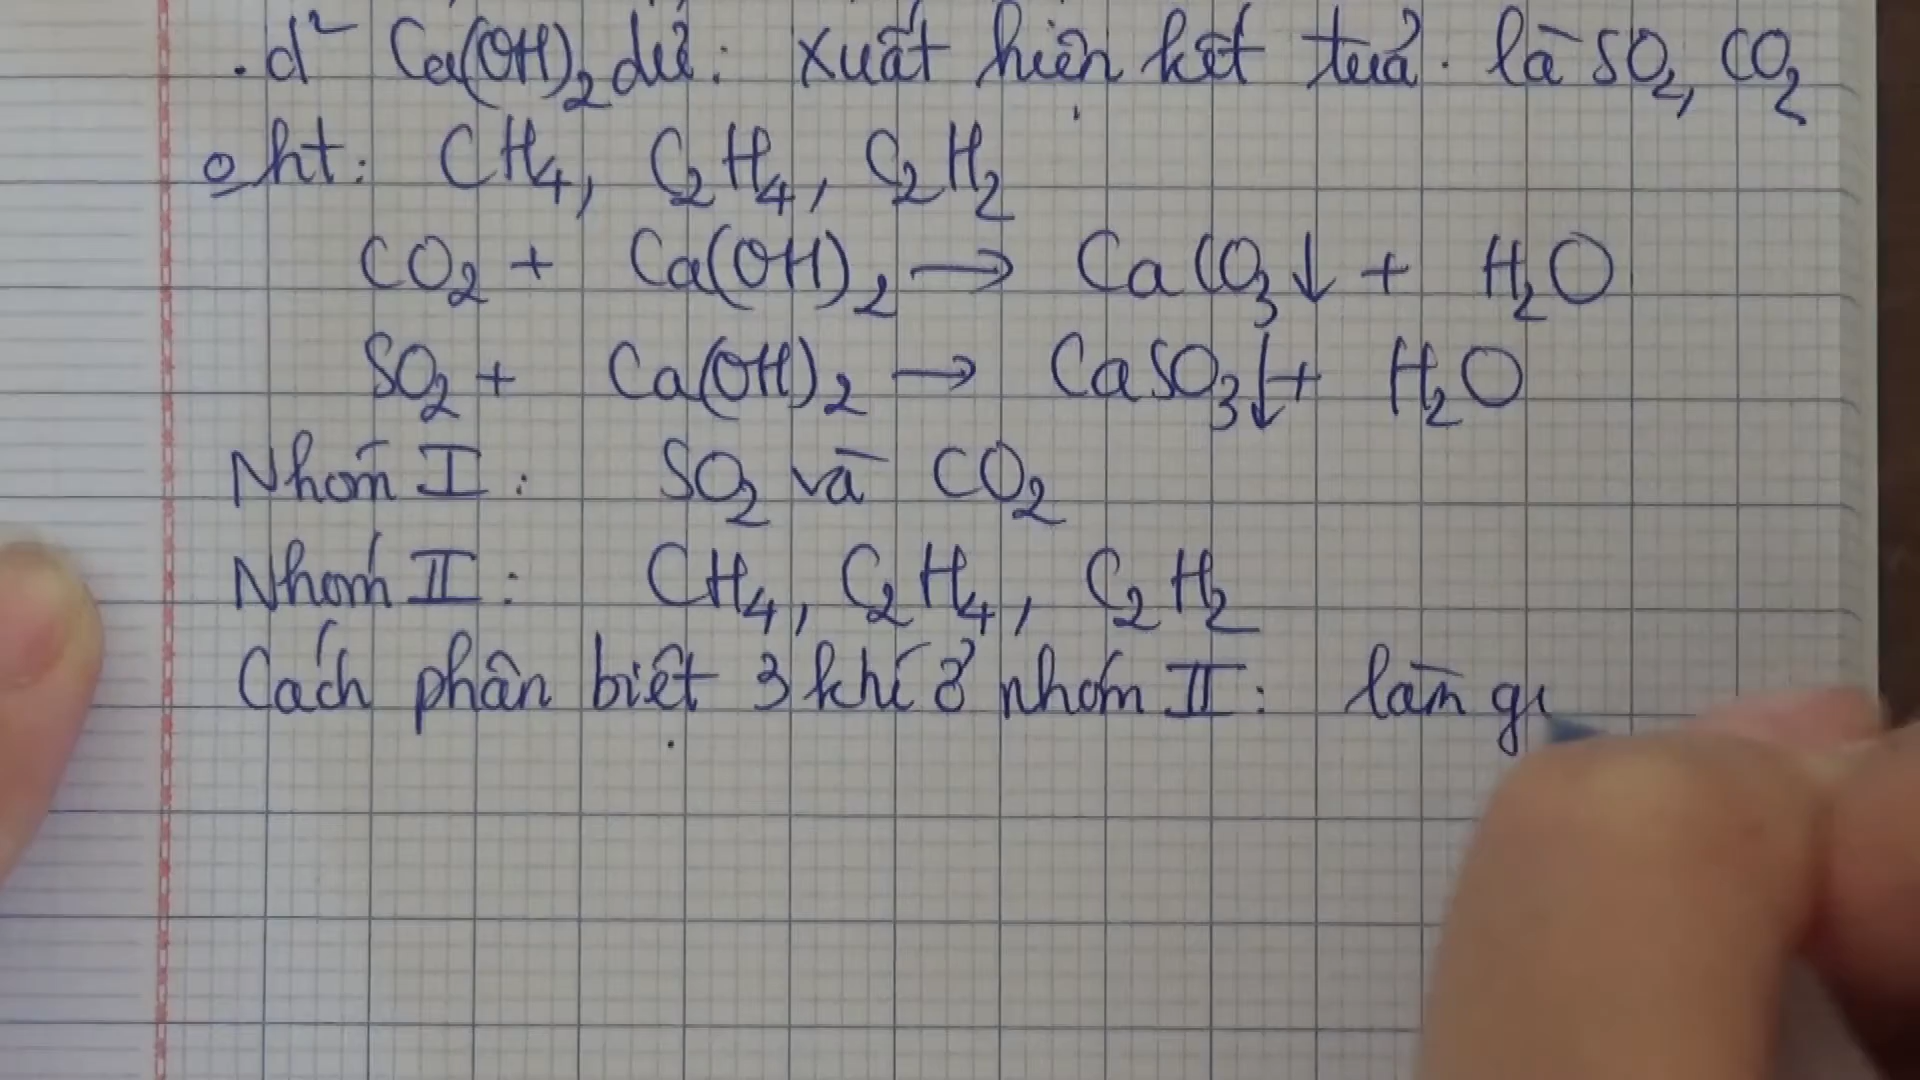 . d² Ca(OH)₂ dư: xuất hiện kết tủa. là SO₂, CO₂
o ht: CH₄, C₂H₄, C₂H₂
CO₂ + Ca(OH)₂ → CaCO₃↓ + H₂O
SO₂ + Ca(OH)₂ → CaSO₃↓ + H₂O
Nhóm I: SO₂ và CO₂
Nhóm II: CH₄, C₂H₄, C₂H₂
Cách phân biệt 3 khí ở nhóm II: làm